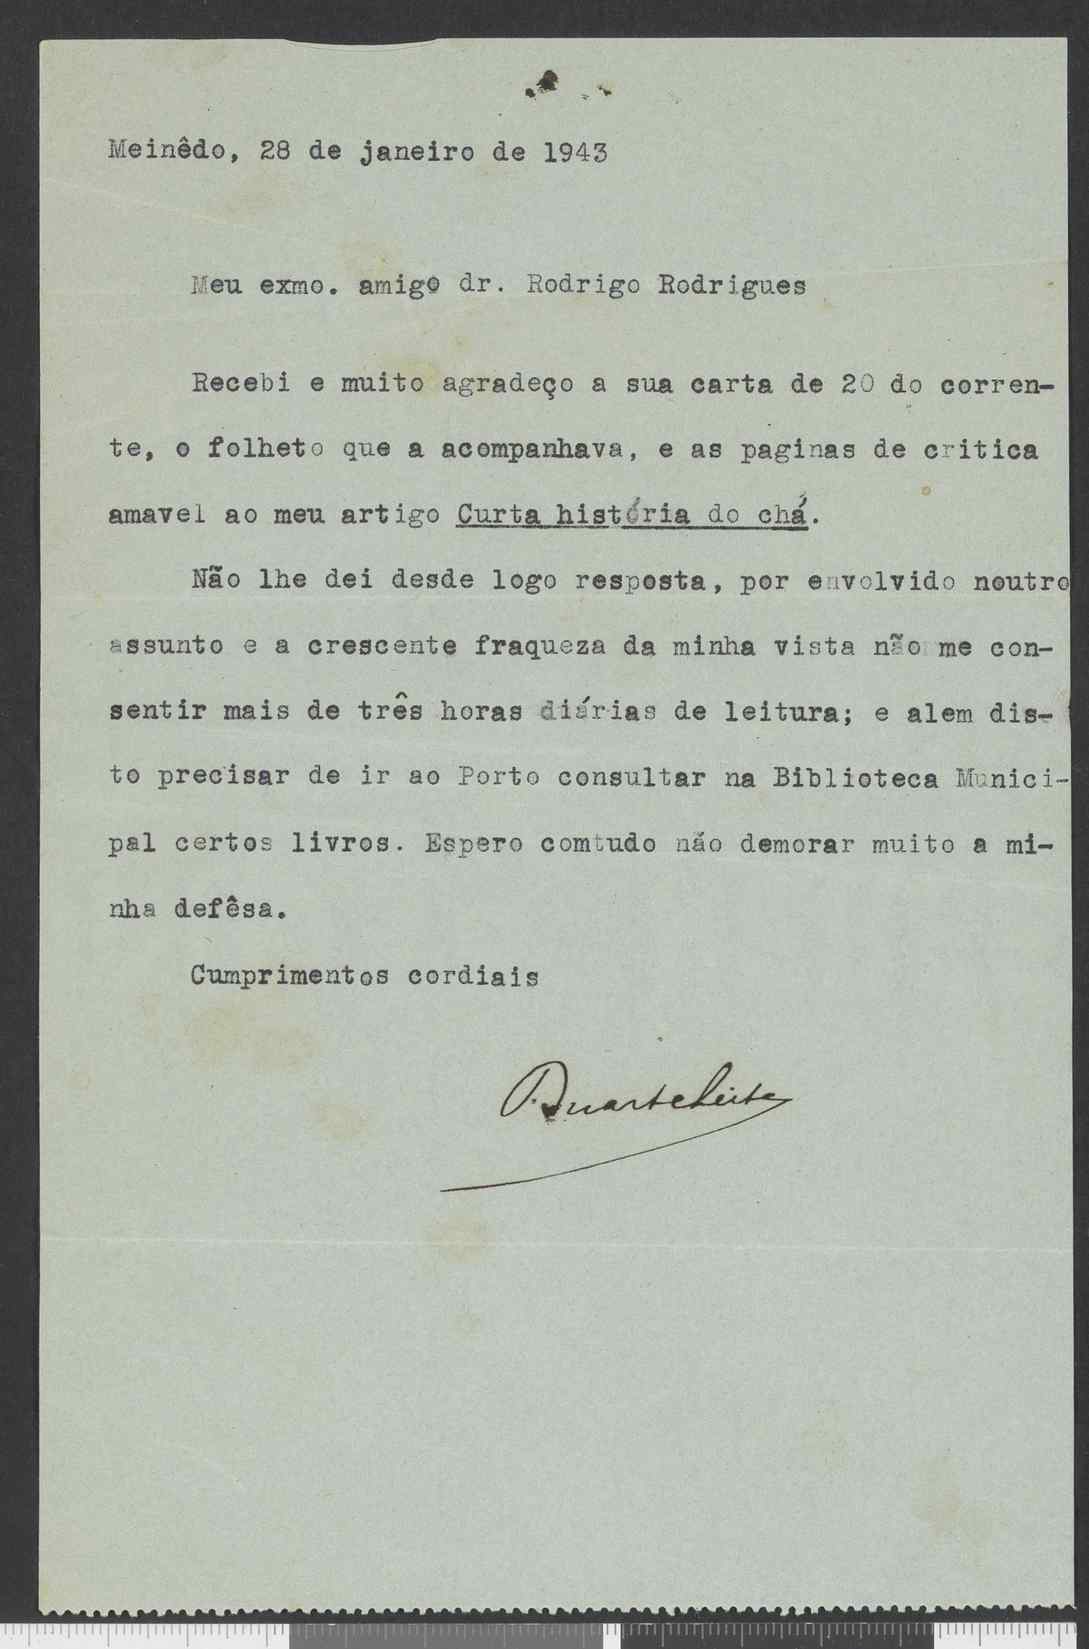 Meinêdo, 28 de janeiro de 1943
Meu exmo. amigo dr. Rodrigo Rodrigues
Recebi e muito agradeço a sua carta de 20 do corren-
te, o folheto que a acompanhava, e as paginas de critica
amavel ao meu artigo Curta história do chá.
Não lhe dei desde logo resposta, por envolvido noutro
assunto e a crescente fraqueza da minha vista não me con-
sentir mais de três horas diárias de leitura; e alem dis-
to precisar de ir ao Porto consultar na Biblioteca Munici-
pal certos livros. Espero comtudo não demorar muito a mi-
nha defêsa.
Cumprimentos cordiais
Duarte Leite